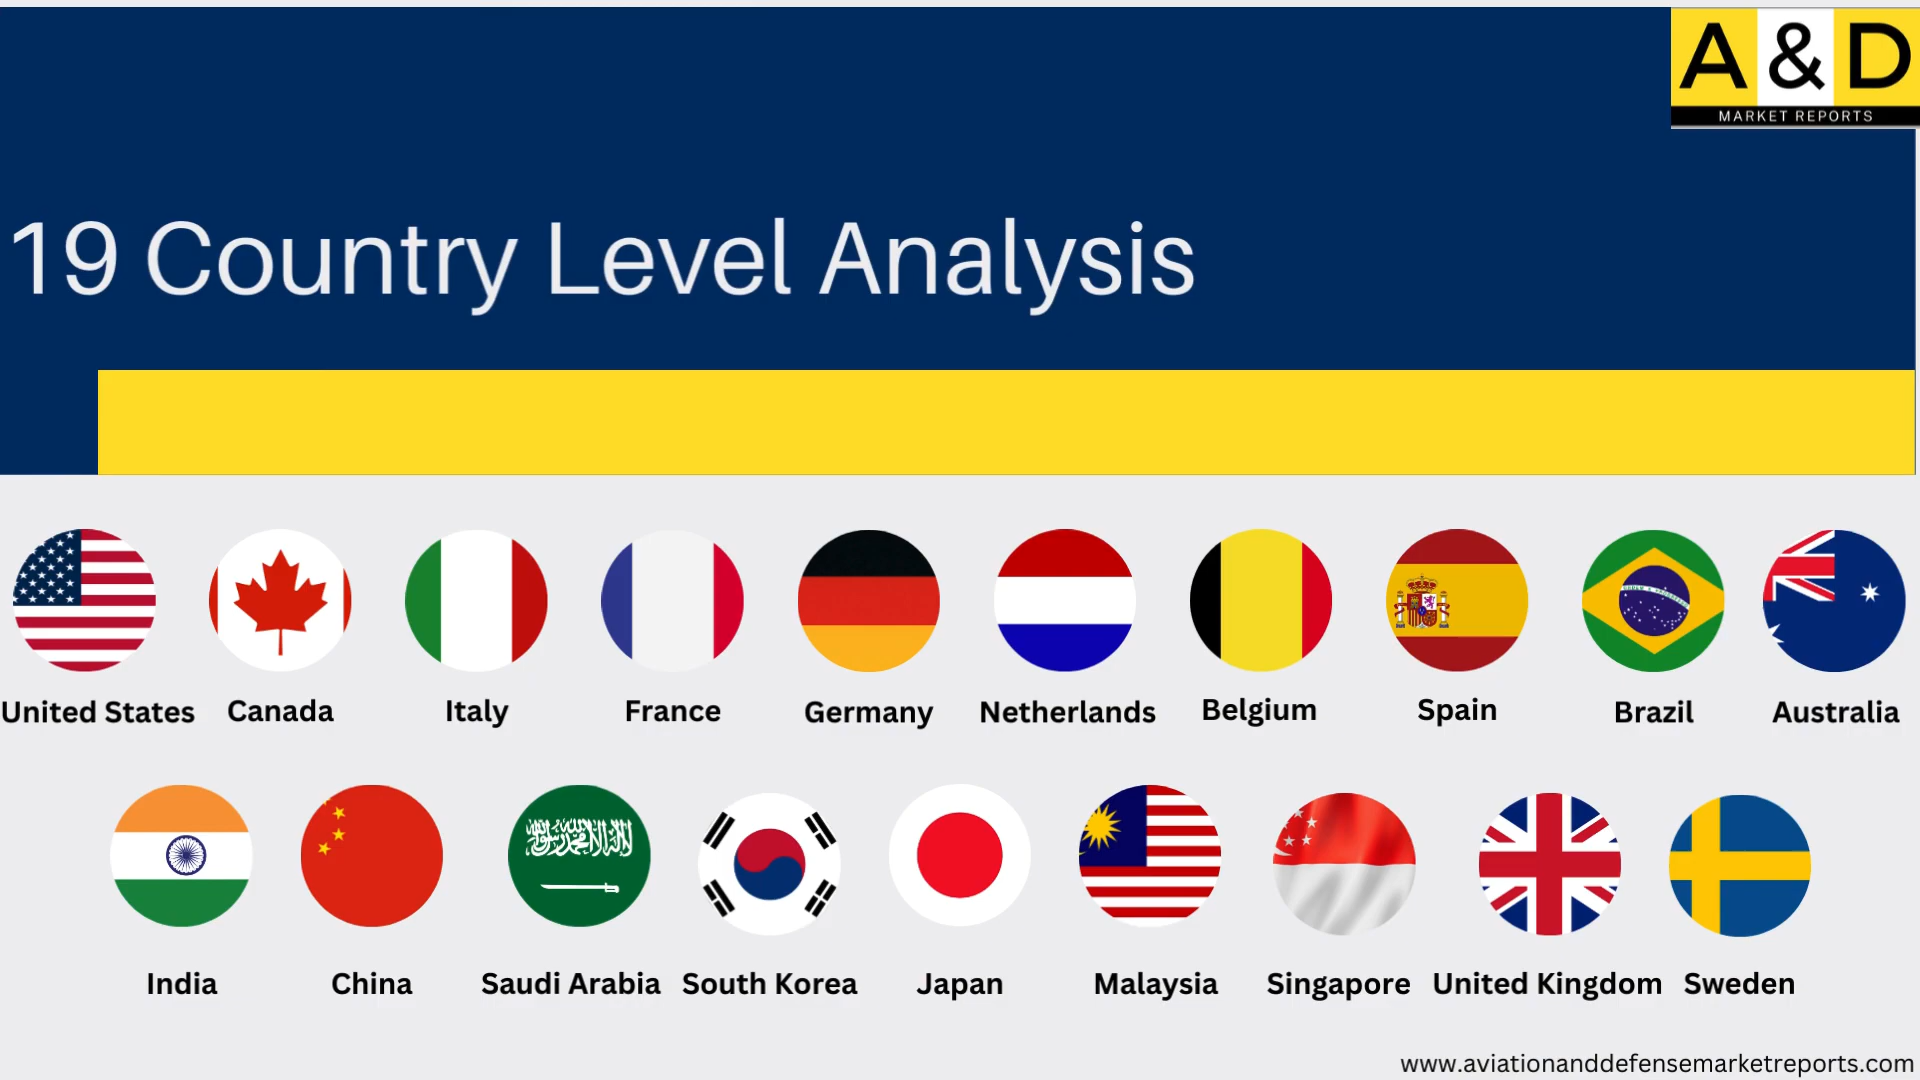 A & D
MARKET REPORTS
19 Country Level Analysis
United States
Canada
Italy
France
Germany
Netherlands
Belgium
Spain
Brazil
Australia
India
China
Saudi Arabia
South Korea
Japan
Malaysia
Singapore
United Kingdom
Sweden
www.aviationanddefensemarketreports.com